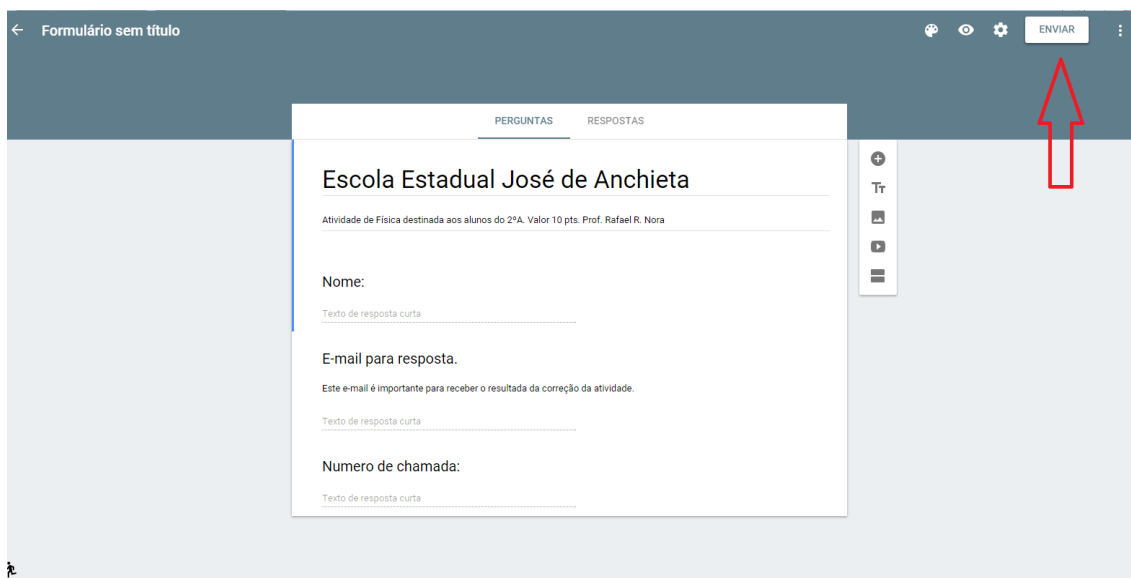 Formulário sem título
ENVIAR
PERGUNTAS RESPOSTAS
Escola Estadual José de Anchieta
Atividade de Física destinada aos alunos do 2ºA. Valor 10 pts. Prof. Rafael R. Nora
Nome:
Texto de resposta curta
E-mail para resposta.
Este e-mail é importante para receber o resultada da correção da atividade.
Texto de resposta curta
Numero de chamada:
Texto de resposta curta